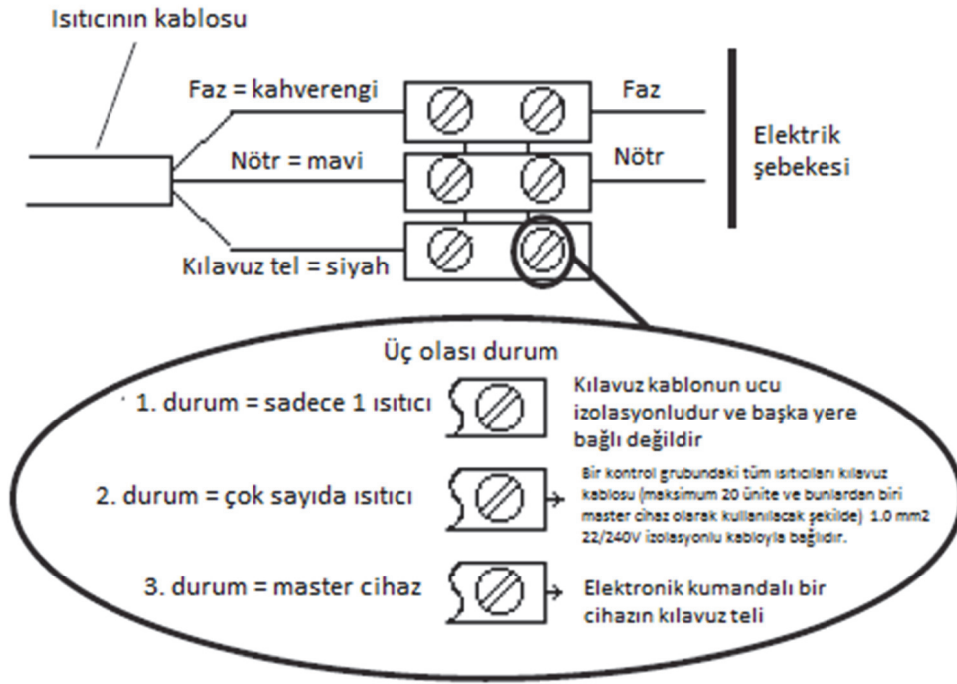 Isıtıcının kablosu
Faz = kahverengi
Faz
Nötr = mavi
Nötr
Elektrik
şebekesi
Kılavuz tel = siyah
Üç olası durum
1. durum = sadece 1 ısıtıcı
Kılavuz kablonun ucu
izolasyonludur ve başka yere
bağlı değildir
2. durum = çok sayıda ısıtıcı
Bir kontrol grubundaki tüm ısıtıcıları kılavuz
kablosu (maksimum 20 ünite ve bunlardan biri
master cihaz olarak kullanılacak şekilde) 1.0 mm2
22/240V izolasyonlu kabloyla bağlıdır.
3. durum = master cihaz
Elektronik kumandalı bir
cihazın kılavuz teli